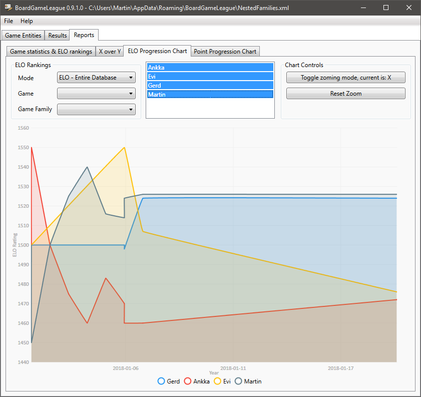 BoardGameLeague 0.9.1.0 - C:\Users\Martin\AppData\Roaming\BoardGameLeague\NestedFamilies.xml
File Help
Game Entities Results Reports
Game statistics & ELO rankings X over Y ELO Progression Chart Point Progression Chart
ELO Rankings
Mode ELO - Entire Database
Game
Game Family
Ankka
Evi
Gerd
Martin
Chart Controls
Toggle zooming mode, current is: X
Reset Zoom
1560
1550
1540
1530
1520
1510
1500
1490
1480
1470
1460
1450
1440
ELO Rating
2018-01-06 2018-01-11 2018-01-17
Year
Gerd Ankka Evi Martin